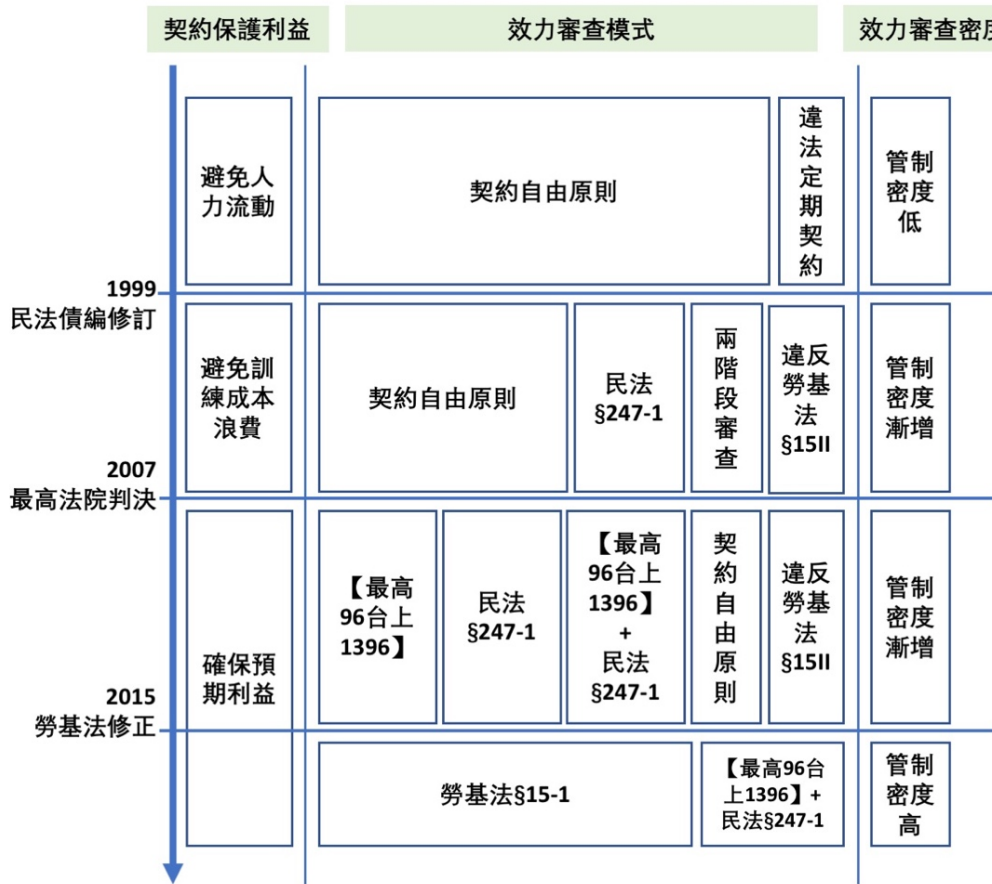 契約保護利益
效力審查模式
效力審查密度
避免人
力流動
契約自由原則
違
法
定
期
契
約
管制
密度
低
1999
民法債編修訂
避免訓
練成本
浪費
契約自由原則
民法
§247-1
兩
階
段
審
查
違反
勞基
法
§15II
管制
密度
漸增
2007
最高法院判決
確保預
期利益
【最高
96台上
1396】
民法
§247-1
【最高
96台上
1396】
+
民法
§247-1
契
約
自
由
原
則
違反
勞基
法
§15II
管制
密度
漸增
2015
勞基法修正
勞基法§15-1
【最高96台
上1396】+
民法§247-1
管制
密度
高